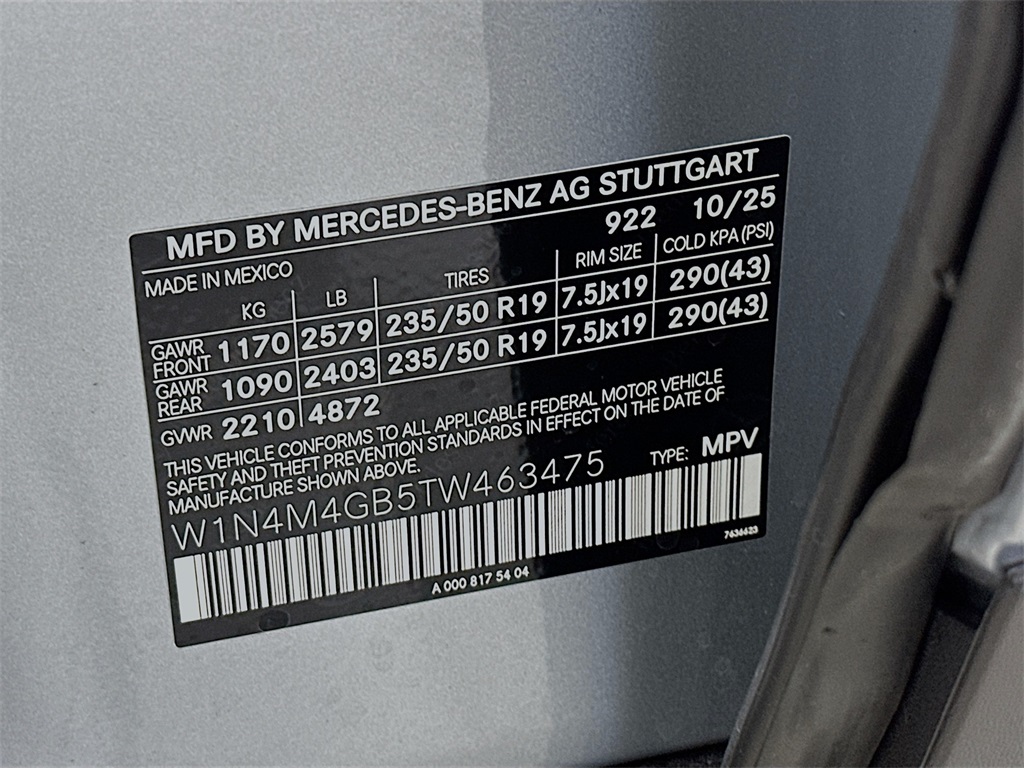 MFD BY MERCEDES-BENZ AG STUTTGART
922 10/25
MADE IN MEXICO
KG LB TIRES RIM SIZE COLD KPA (PSI)
GAWR FRONT 1170 2579 235/50 R19 7.5Jx19 290(43)
GAWR REAR 1090 2403 235/50 R19 7.5Jx19 290(43)
GVWR 2210 4872
THIS VEHICLE CONFORMS TO ALL APPLICABLE FEDERAL MOTOR VEHICLE
SAFETY AND THEFT PREVENTION STANDARDS IN EFFECT ON THE DATE OF
MANUFACTURE SHOWN ABOVE.
W1N4M4GB5TW463475 TYPE: MPV
7636623
A 000 817 54 04